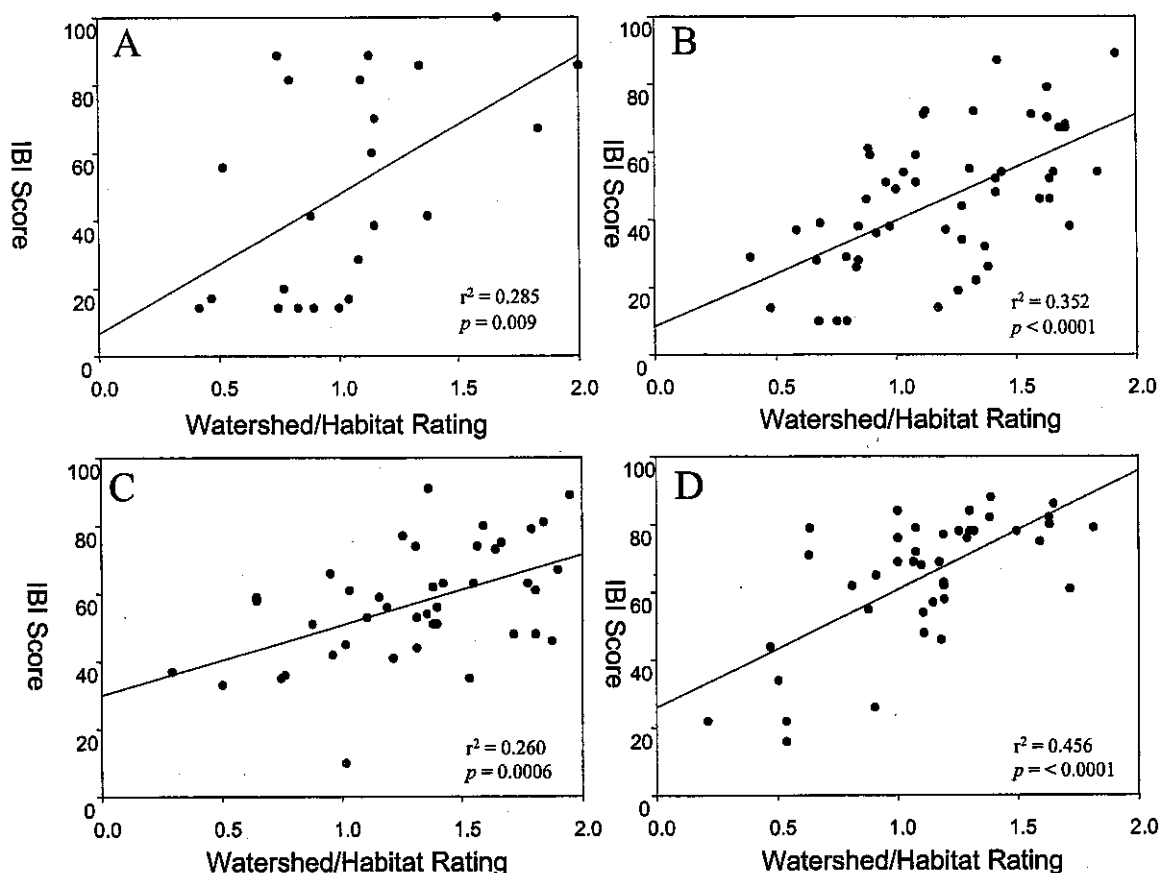 A
100
80
60
40
20
0
IBI Score
r² = 0.285
p = 0.009
0.0 0.5 1.0 1.5 2.0
Watershed/Habitat Rating
B
100
80
60
40
20
0
IBI Score
r² = 0.352
p < 0.0001
0.0 0.5 1.0 1.5 2.0
Watershed/Habitat Rating
C
100
80
60
40
20
0
IBI Score
r² = 0.260
p = 0.0006
0.0 0.5 1.0 1.5 2.0
Watershed/Habitat Rating
D
100
80
60
40
20
0
IBI Score
r² = 0.456
p = < 0.0001
0.0 0.5 1.0 1.5 2.0
Watershed/Habitat Rating